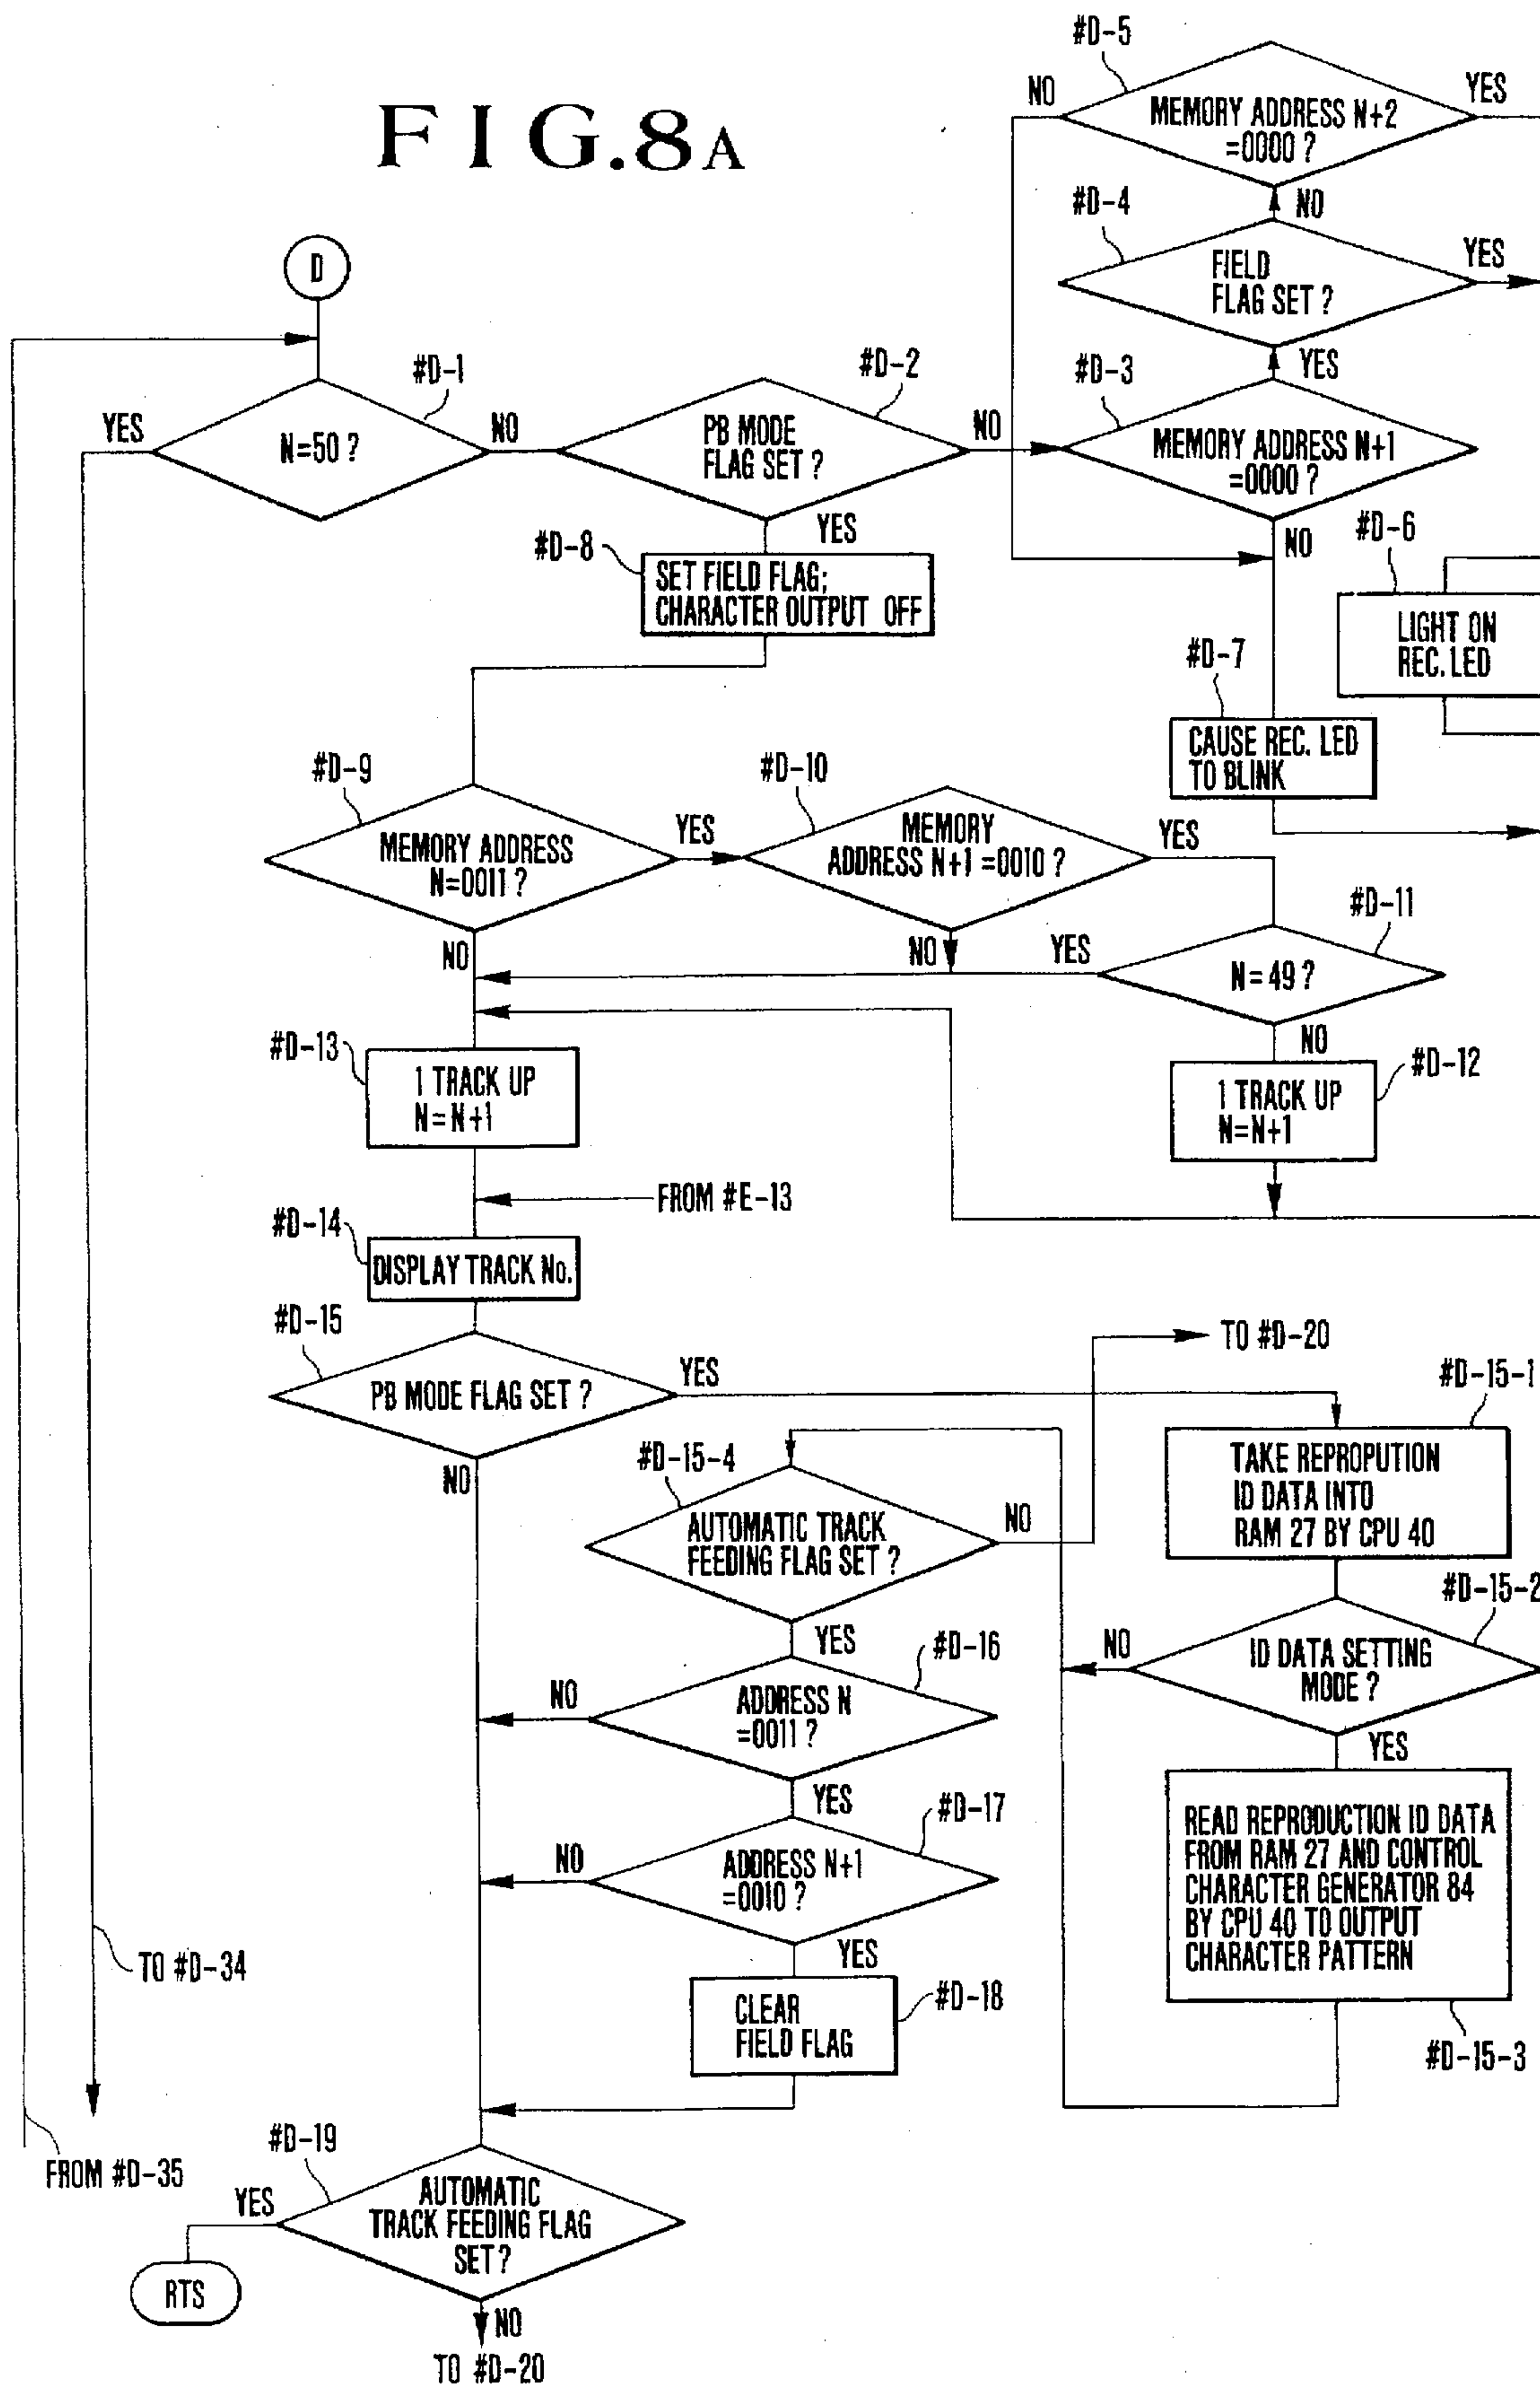 FIG.8A
#D-5
NO
MEMORY ADDRESS N+2
=0000 ?
YES
#D-4
NO
FIELD
FLAG SET ?
YES
D
#D-1
YES
N=50 ?
NO
#D-2
PB MODE
FLAG SET ?
NO
#D-3
YES
MEMORY ADDRESS N+1
=0000 ?
YES
#D-8
SET FIELD FLAG;
CHARACTER OUTPUT OFF
NO
#D-6
LIGHT ON
REC. LED
#D-7
CAUSE REC. LED
TO BLINK
#D-9
MEMORY ADDRESS
N=0011 ?
YES
#D-10
MEMORY
ADDRESS N+1 =0010 ?
YES
#D-11
NO
NO
YES
N=49 ?
NO
#D-13
1 TRACK UP
N=N+1
#D-12
1 TRACK UP
N=N+1
FROM #E-13
#D-14
DISPLAY TRACK No.
#D-15
PB MODE FLAG SET ?
YES
NO
TO #D-20
#D-15-1
TAKE REPROPUTION
ID DATA INTO
RAM 27 BY CPU 40
#D-15-4
AUTOMATIC TRACK
FEEDING FLAG SET ?
NO
YES
#D-15-2
ID DATA SETTING
MODE ?
NO
YES
#D-16
ADDRESS N
=0011 ?
NO
YES
#D-17
ADDRESS N+1
=0010 ?
NO
YES
READ REPRODUCTION ID DATA
FROM RAM 27 AND CONTROL
CHARACTER GENERATOR 84
BY CPU 40 TO OUTPUT
CHARACTER PATTERN
#D-15-3
#D-18
CLEAR
FIELD FLAG
TO #D-34
FROM #D-35
#D-19
YES
AUTOMATIC
TRACK FEEDING FLAG
SET ?
RTS
NO
TO #D-20